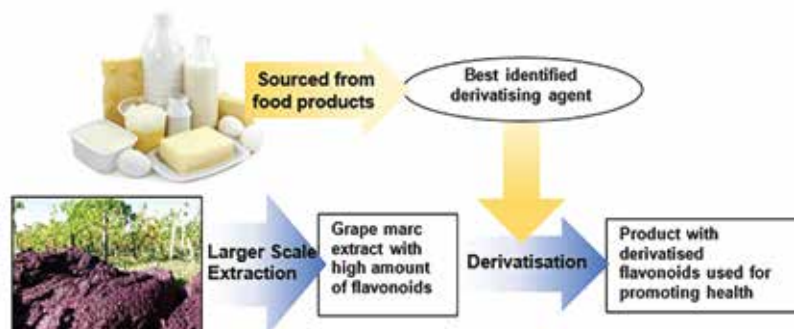 Sourced from
food products
Best identified
derivatising agent
Larger Scale
Extraction
Grape marc
extract with
high amount
of flavonoids
Derivatisation
Product with
derivatised
flavonoids used for
promoting health